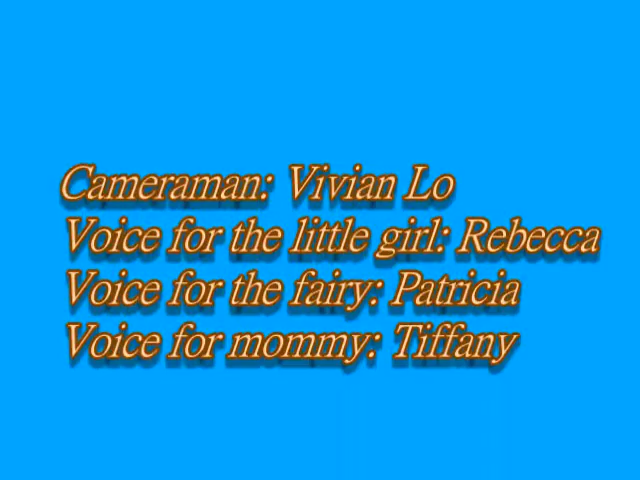 Cameraman: Vivian Lo
Voice for the little girl: Rebecca
Voice for the fairy: Patricia
Voice for mommy: Tiffany